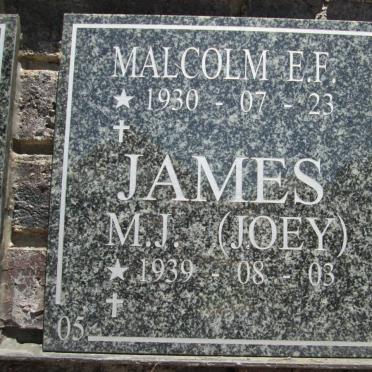 MALCOLM E.F.
★ 1930 - 07 - 23
✝
JAMES
M.J. (JOEY)
★ 1939 - 08 - 03
✝
05